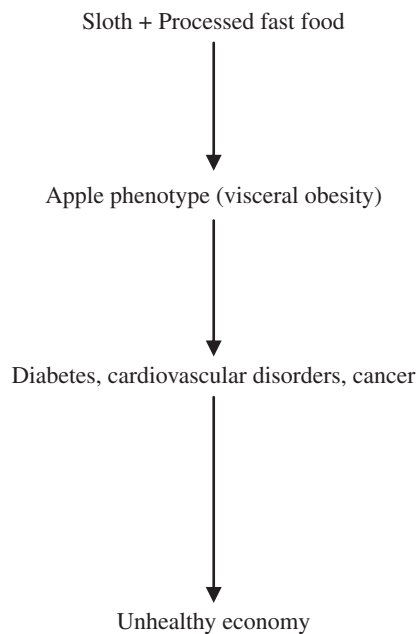 Sloth + Processed fast food
Apple phenotype (visceral obesity)
Diabetes, cardiovascular disorders, cancer
Unhealthy economy